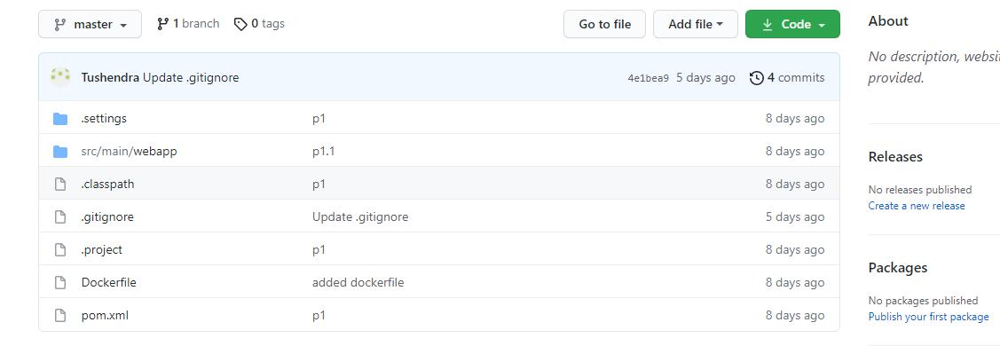 master 1 branch 0 tags Go to file Add file Code
Tushendra Update .gitignore 4e1bea9 5 days ago 4 commits
.settings p1 8 days ago
src/main/webapp p1.1 8 days ago
.classpath p1 8 days ago
.gitignore Update .gitignore 5 days ago
.project p1 8 days ago
Dockerfile added dockerfile 8 days ago
pom.xml p1 8 days ago
About
No description, websi
provided.
Releases
No releases published
Create a new release
Packages
No packages published
Publish your first package